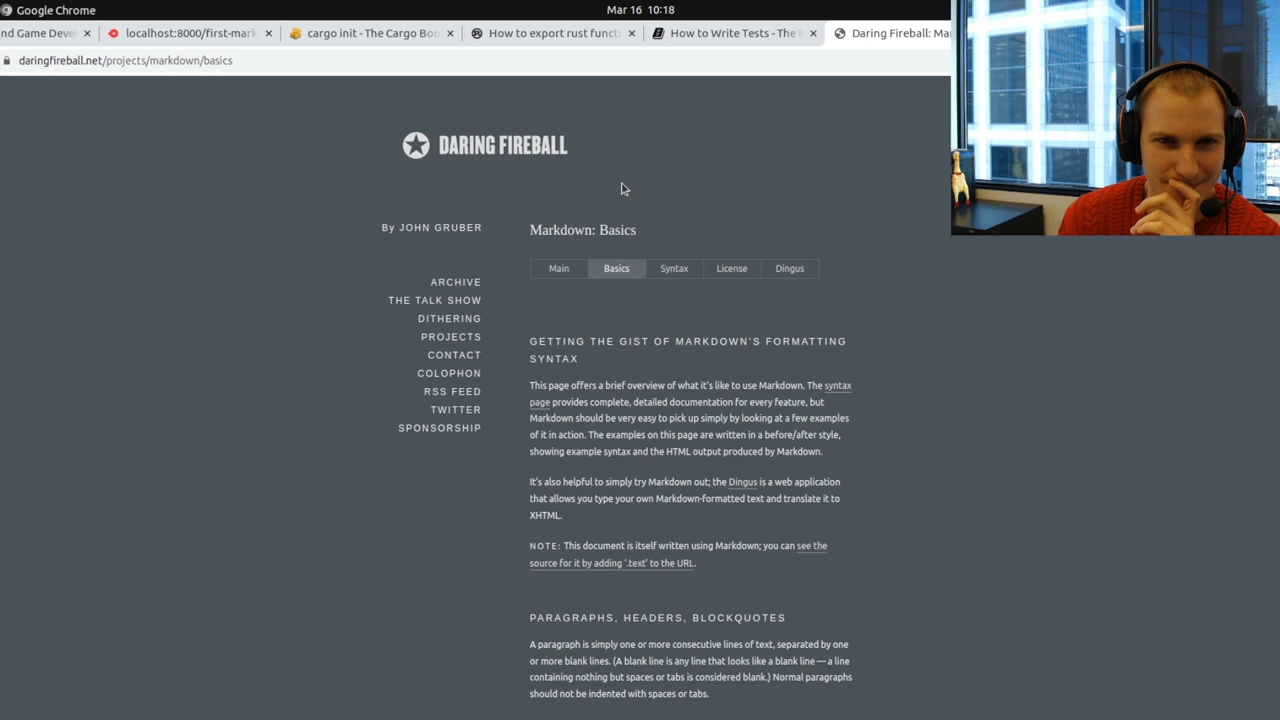 Google Chrome
Mar 16 10:18
nd Game Deve
localhost:8000/first-mark
cargo init - The Cargo Boo
How to export rust functi
How to Write Tests - The R
Daring Fireball: Ma
daringfireball.net/projects/markdown/basics
DARING FIREBALL
By JOHN GRUBER
ARCHIVE
THE TALK SHOW
DITHERING
PROJECTS
CONTACT
COLOPHON
RSS FEED
TWITTER
SPONSORSHIP
Markdown: Basics
Main
Basics
Syntax
License
Dingus
GETTING THE GIST OF MARKDOWN'S FORMATTING
SYNTAX
This page offers a brief overview of what it's like to use Markdown. The syntax
page provides complete, detailed documentation for every feature, but
Markdown should be very easy to pick up simply by looking at a few examples
of it in action. The examples on this page are written in a before/after style,
showing example syntax and the HTML output produced by Markdown.
It's also helpful to simply try Markdown out; the Dingus is a web application
that allows you type your own Markdown-formatted text and translate it to
XHTML.
NOTE: This document is itself written using Markdown; you can see the
source for it by adding '.text' to the URL.
PARAGRAPHS, HEADERS, BLOCKQUOTES
A paragraph is simply one or more consecutive lines of text, separated by one
or more blank lines. (A blank line is any line that looks like a blank line — a line
containing nothing but spaces or tabs is considered blank.) Normal paragraphs
should not be indented with spaces or tabs.